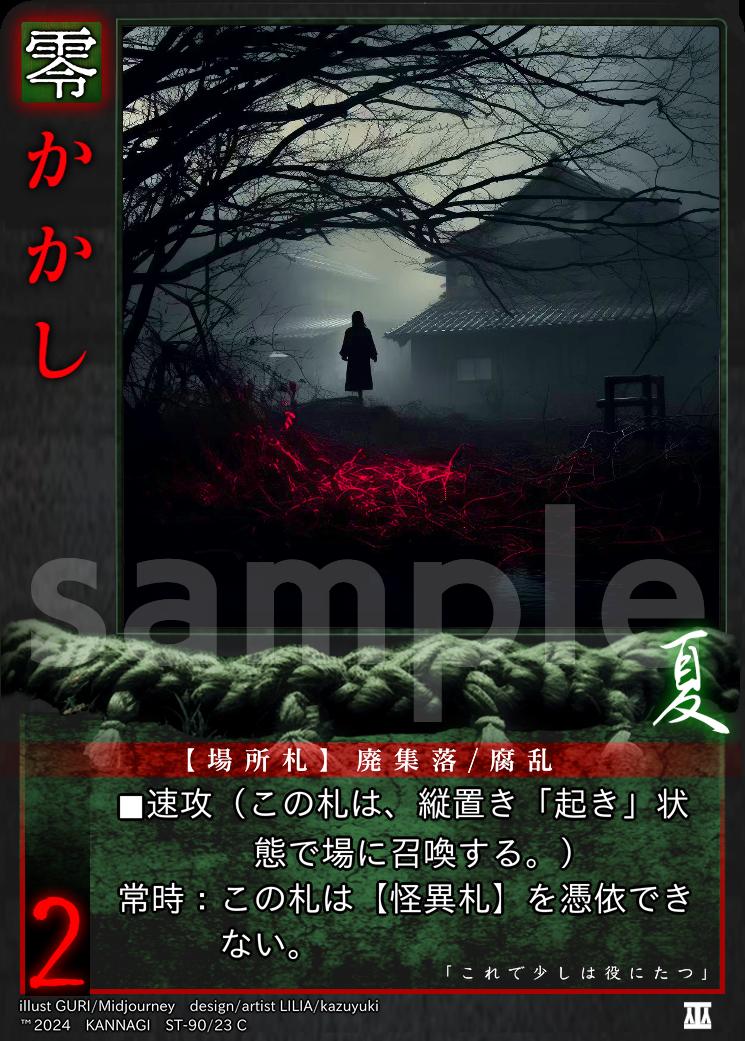 零
かかし
sample
夏
【場所札】廃集落/腐乱
■速攻（この札は、縦置き「起き」状
態で場に召喚する。）
常時：この札は【怪異札】を憑依でき
ない。
「これで少しは役にたつ」
2
illust GURI/Midjourney design/artist LILIA/kazuyuki
™2024 KANNAGI ST-90/23 C